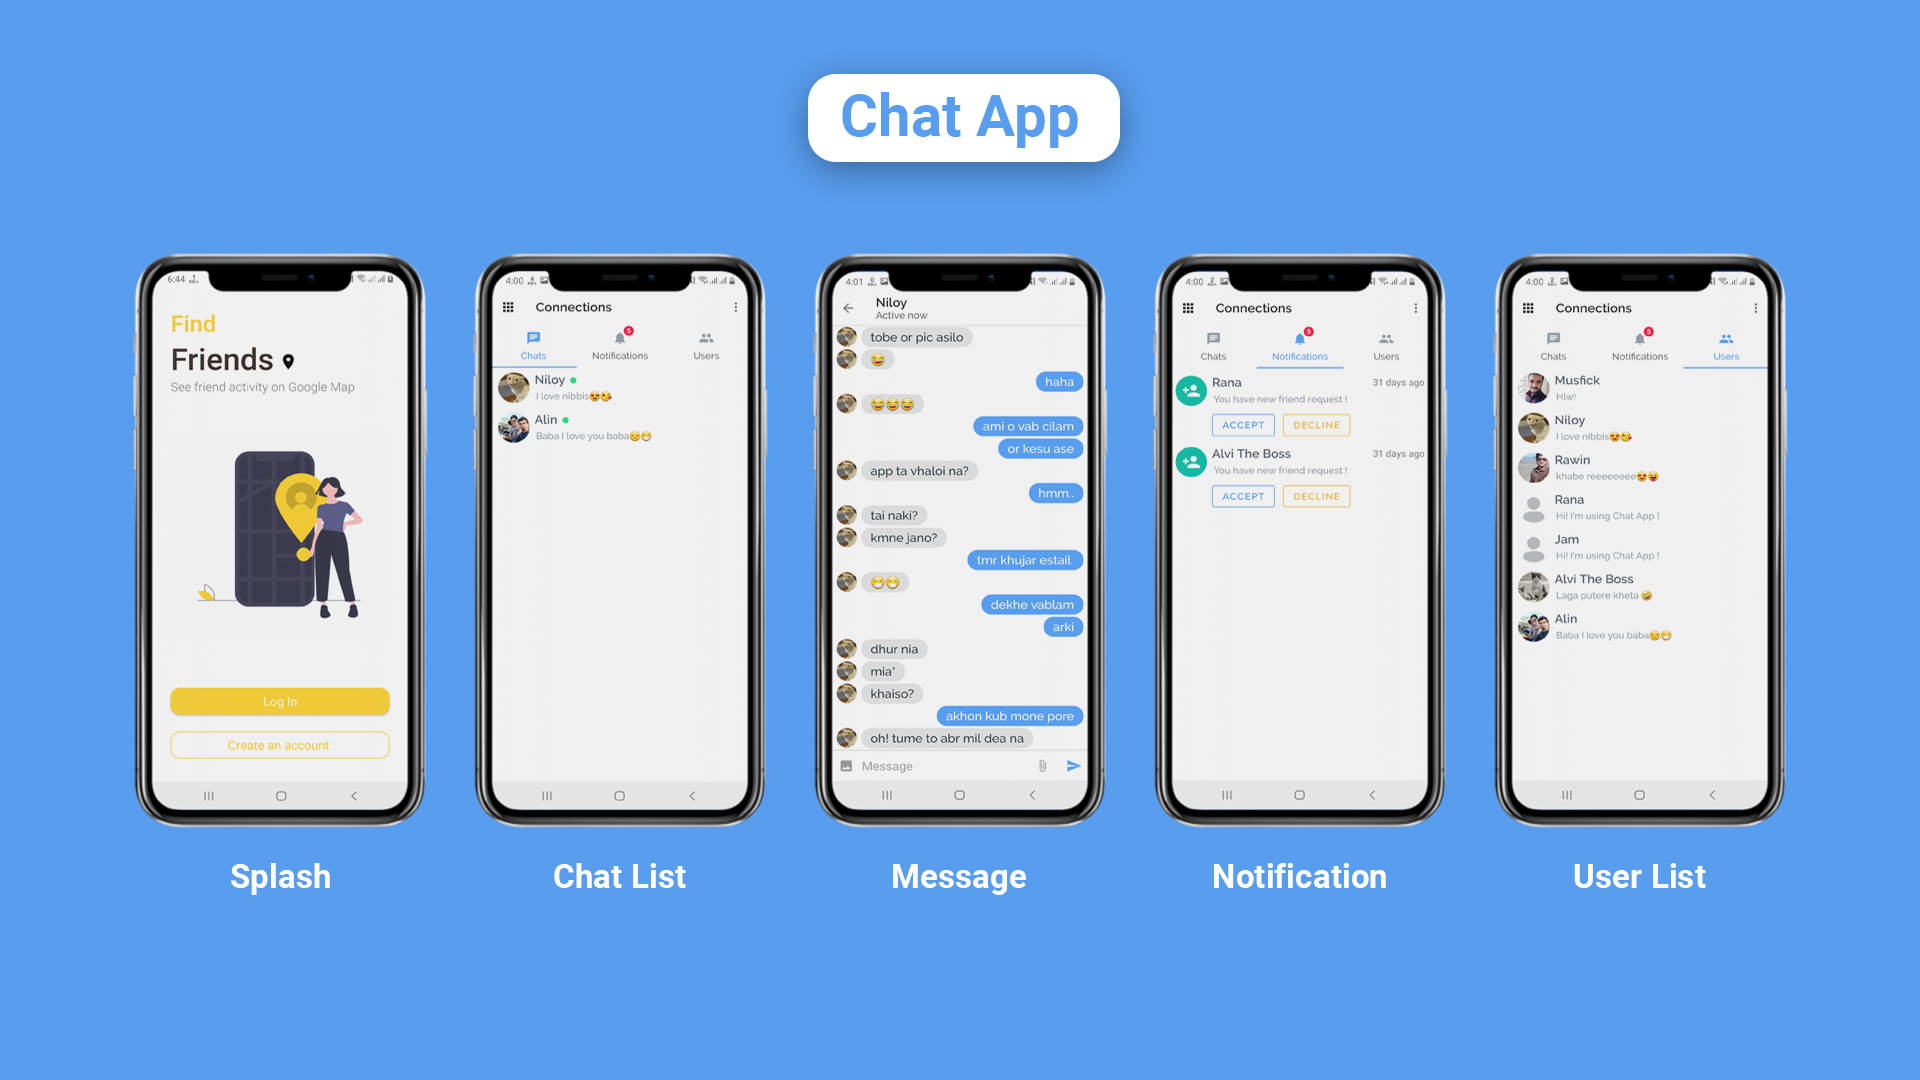 Chat App
6:44
Find
Friends
See friend activity on Google Map
Log In
Create an account
Splash
4:00
Connections
5
Chats Notifications Users
Niloy
I love nibbis😍😘
Alin
Baba I love you baba😑😁
Chat List
4:01
Niloy
Active now
tobe or pic asilo
😂
haha
😂😂😂
ami o vab cilam
or kesu ase
app ta vhaloi na?
hmm..
tai naki?
kmne jano?
tmr khujar estail
😁😁
dekhe vablam
arki
dhur nia
mia*
khaiso?
akhon kub mone pore
oh! tume to abr mil dea na
Message
Message
4:00
Connections
5
Chats Notifications Users
Rana 31 days ago
You have new friend request !
ACCEPT DECLINE
Alvi The Boss 31 days ago
You have new friend request !
ACCEPT DECLINE
Notification
4:00
Connections
5
Chats Notifications Users
Musfick
Hlw!
Niloy
I love nibbis😍😘
Rawin
khabe reeeeeeee😍😝
Rana
Hi! I'm using Chat App !
Jam
Hi! I'm using Chat App !
Alvi The Boss
Laga putere kheta 🤣
Alin
Baba I love you baba😑😁
User List